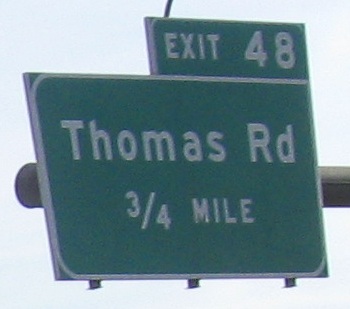 EXIT 48
Thomas Rd
3/4 MILE